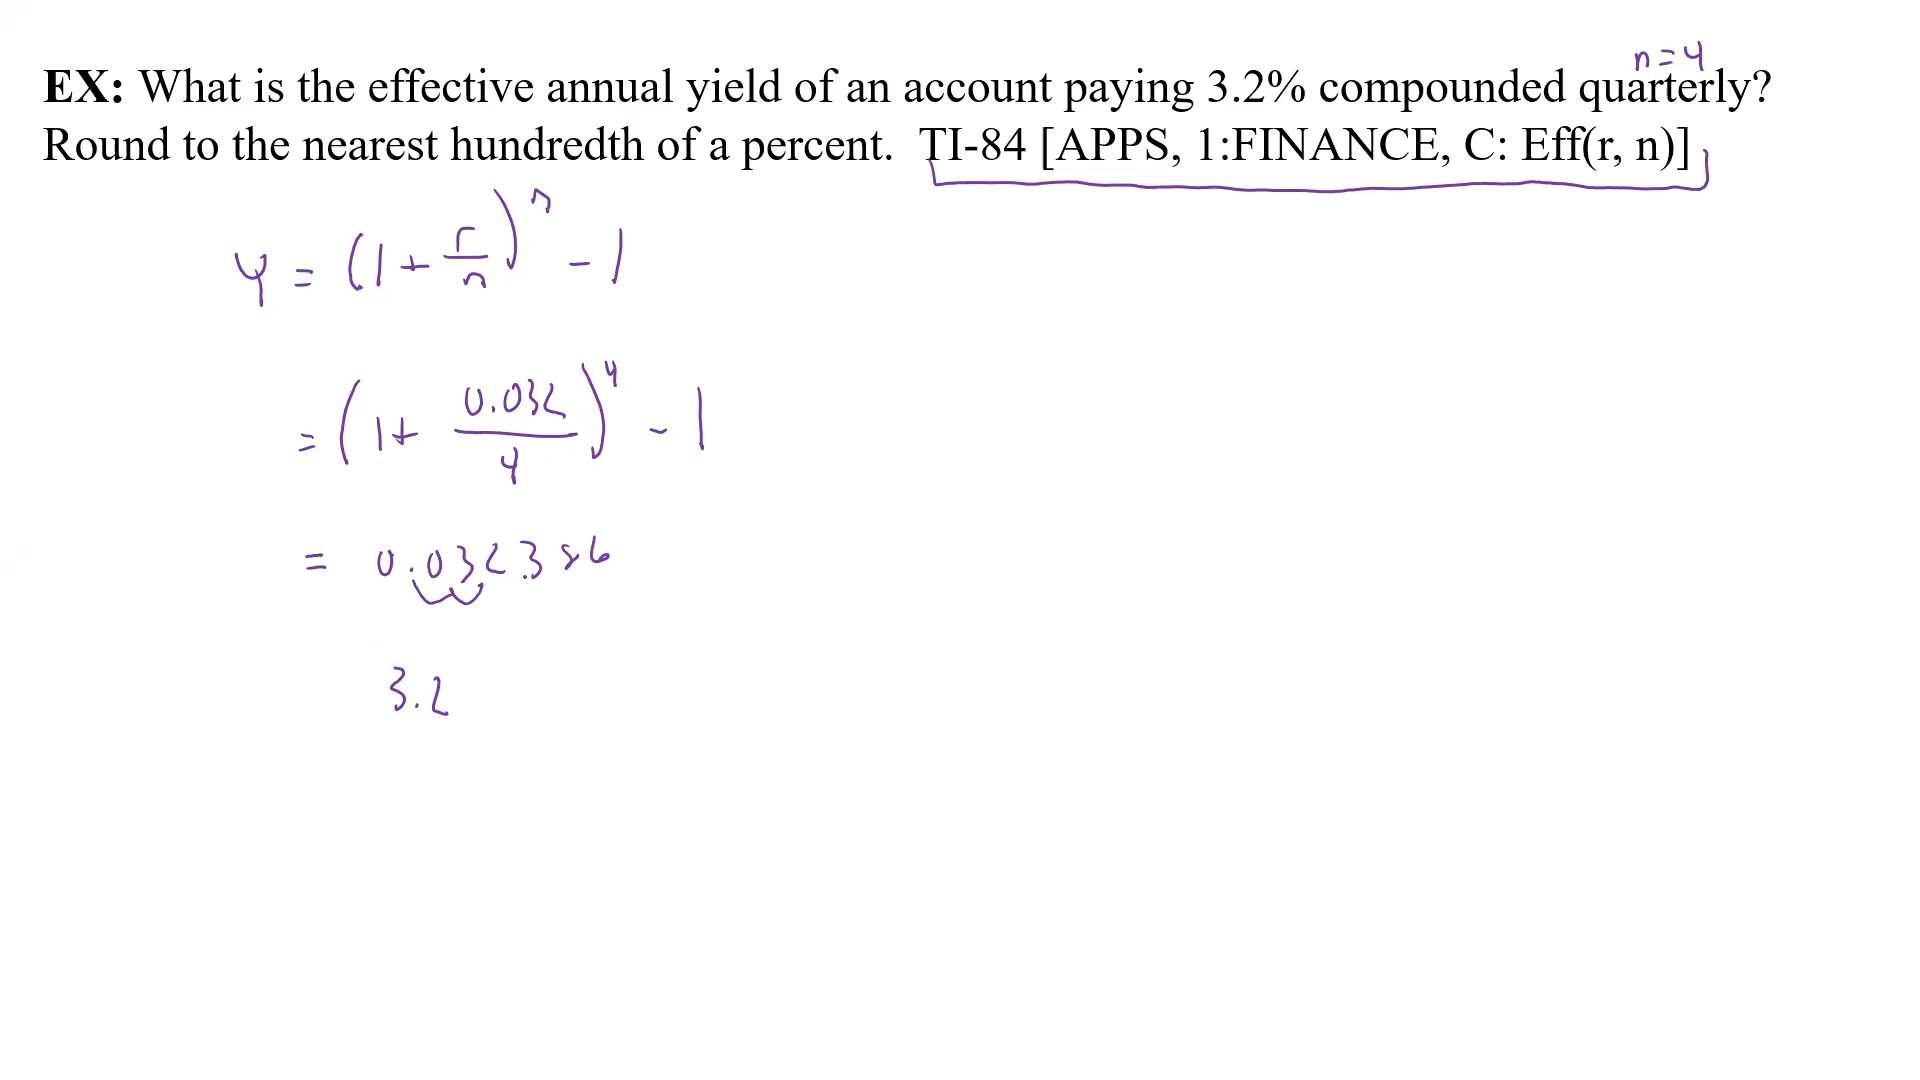 n=4
EX: What is the effective annual yield of an account paying 3.2% compounded quarterly?
Round to the nearest hundredth of a percent. TI-84 [APPS, 1:FINANCE, C: Eff(r, n)]
Y = (1 + r/n)^n - 1
= (1 + 0.032/4)^4 - 1
= 0.032386
3.2